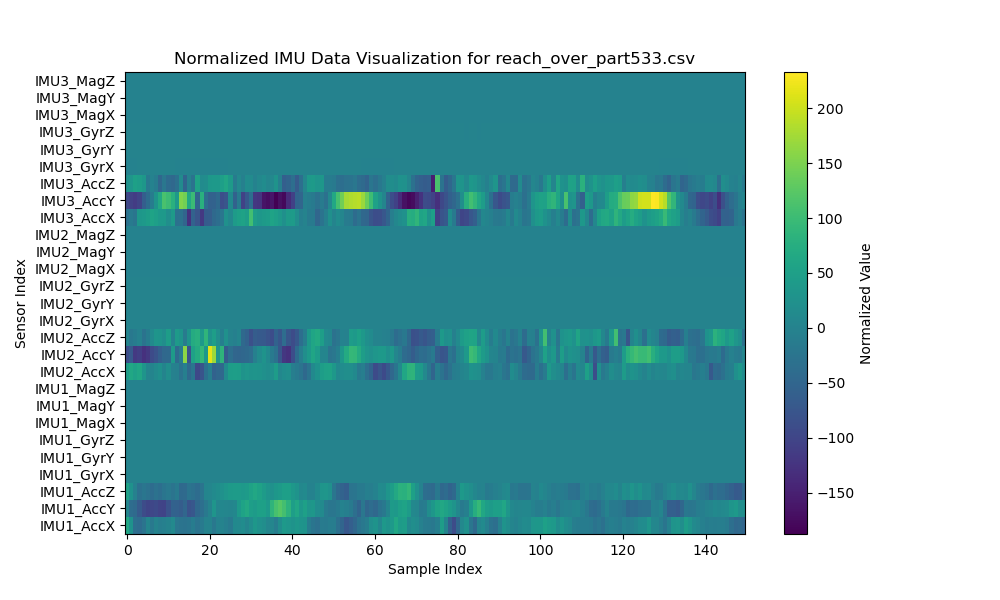 Normalized IMU Data Visualization for reach_over_part533.csv
IMU3_MagZ
IMU3_MagY
IMU3_MagX
IMU3_GyrZ
IMU3_GyrY
IMU3_GyrX
IMU3_AccZ
IMU3_AccY
IMU3_AccX
IMU2_MagZ
IMU2_MagY
IMU2_MagX
IMU2_GyrZ
IMU2_GyrY
IMU2_GyrX
IMU2_AccZ
IMU2_AccY
IMU2_AccX
IMU1_MagZ
IMU1_MagY
IMU1_MagX
IMU1_GyrZ
IMU1_GyrY
IMU1_GyrX
IMU1_AccZ
IMU1_AccY
IMU1_AccX
Sensor Index
0 20 40 60 80 100 120 140
Sample Index
200
150
100
50
0
−50
−100
−150
Normalized Value